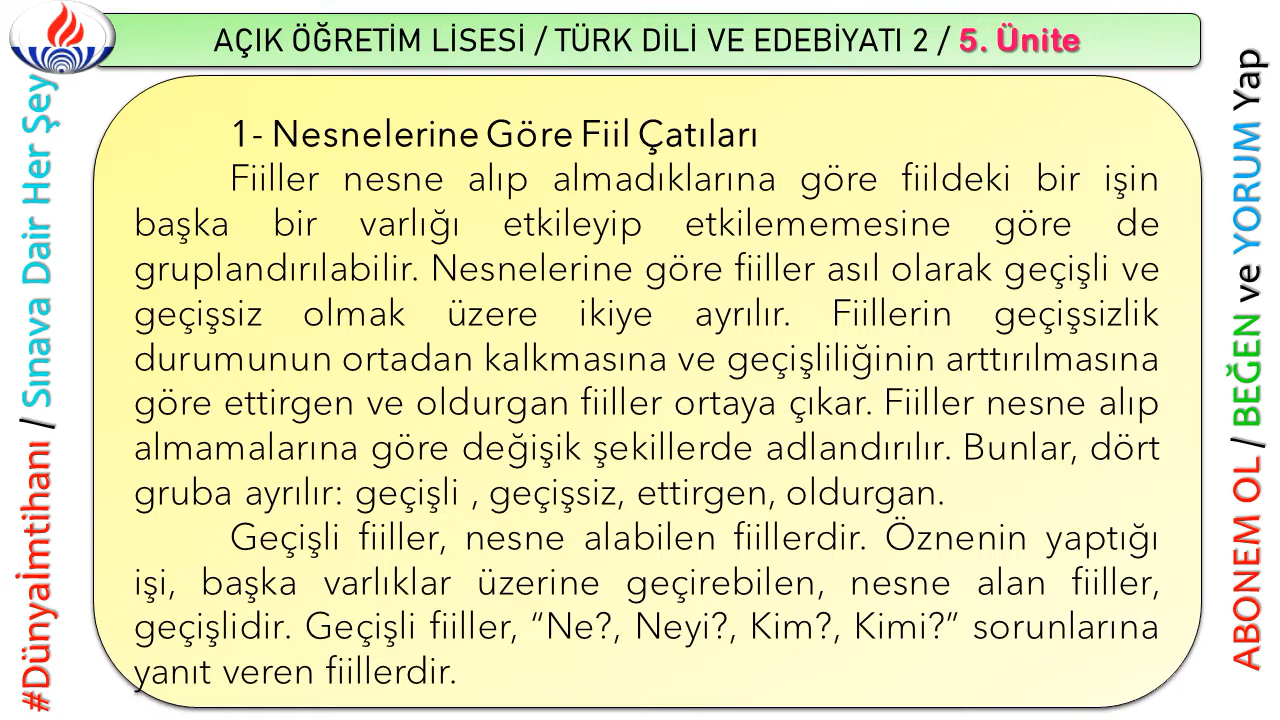 AÇIK ÖĞRETİM LİSESİ / TÜRK DİLİ VE EDEBİYATI 2 / 5. Ünite
#Dünyaİmtihanı / Sınava Dair Her Şey
1- Nesnelerine Göre Fiil Çatıları
Fiiller nesne alıp almadıklarına göre fiildeki bir işin
başka bir varlığı etkileyip etkilememesine göre de
gruplandırılabilir. Nesnelerine göre fiiller asıl olarak geçişli ve
geçişsiz olmak üzere ikiye ayrılır. Fiillerin geçişsizlik
durumunun ortadan kalkmasına ve geçişliliğinin arttırılmasına
göre ettirgen ve oldurgan fiiller ortaya çıkar. Fiiller nesne alıp
almamalarına göre değişik şekillerde adlandırılır. Bunlar, dört
gruba ayrılır: geçişli , geçişsiz, ettirgen, oldurgan.
Geçişli fiiller, nesne alabilen fiillerdir. Öznenin yaptığı
işi, başka varlıklar üzerine geçirebilen, nesne alan fiiller,
geçişlidir. Geçişli fiiller, “Ne?, Neyi?, Kim?, Kimi?” sorunlarına
yanıt veren fiillerdir.
ABONEM OL / BEĞEN ve YORUM Yap